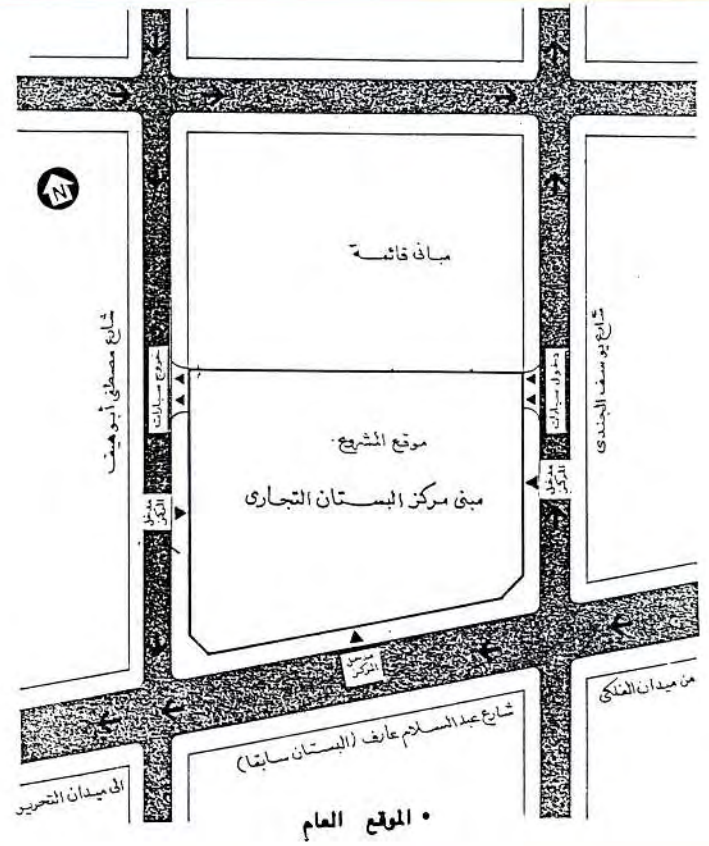 N
مبانى قائمة
شارع مصطفى أبو هيف
شارع يوسف الجندى
خروج سيارات
دخول سيارات
موقع المشروع.
مبنى مركز البستان التجارى
مدخل
المركز
مدخل
المركز
مدخل
المركز
من ميدان الفلكى
شارع عبد السلام عارف (البستان سابقا)
الى ميدان التحرير
• الموقع العام